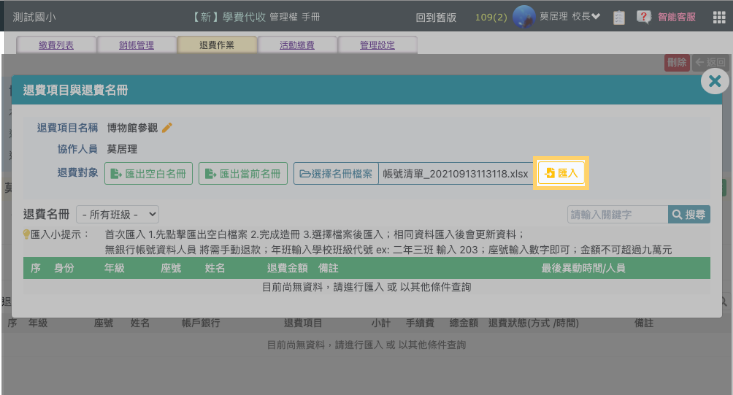 測試國小 【新】學費代收 管理權 手冊 回到舊版 109(2) 莫居理 校長 智能客服
繳費列表 銷帳管理 退費作業 活動繳費 管理設定
刪除 返回
退費項目與退費名冊
退費項目名稱 博物館參觀
協作人員 莫居理
退費對象 匯出空白名冊 匯出當前名冊 選擇名冊檔案 帳號清單_20210913113118.xlsx 匯入
退費名冊 - 所有班級 - 請輸入關鍵字 搜尋
匯入小提示： 首次匯入 1.先點擊匯出空白檔案 2.完成造冊 3.選擇檔案後匯入；相同資料匯入後會更新資料；
無銀行帳號資料人員 將需手動退款；年班輸入學校班級代號 ex: 二年三班 輸入 203；座號輸入數字即可；金額不可超過九萬元
序 身份 年級 座號 姓名 退費金額 備註 最後異動時間/人員
目前尚無資料，請進行匯入 或 以其他條件查詢
退
序 年級 座號 姓名 帳戶銀行 退費項目 小計 手續費 總金額 退費狀態(方式 /時間) 備註
目前尚無資料，請進行匯入 或 以其他條件查詢